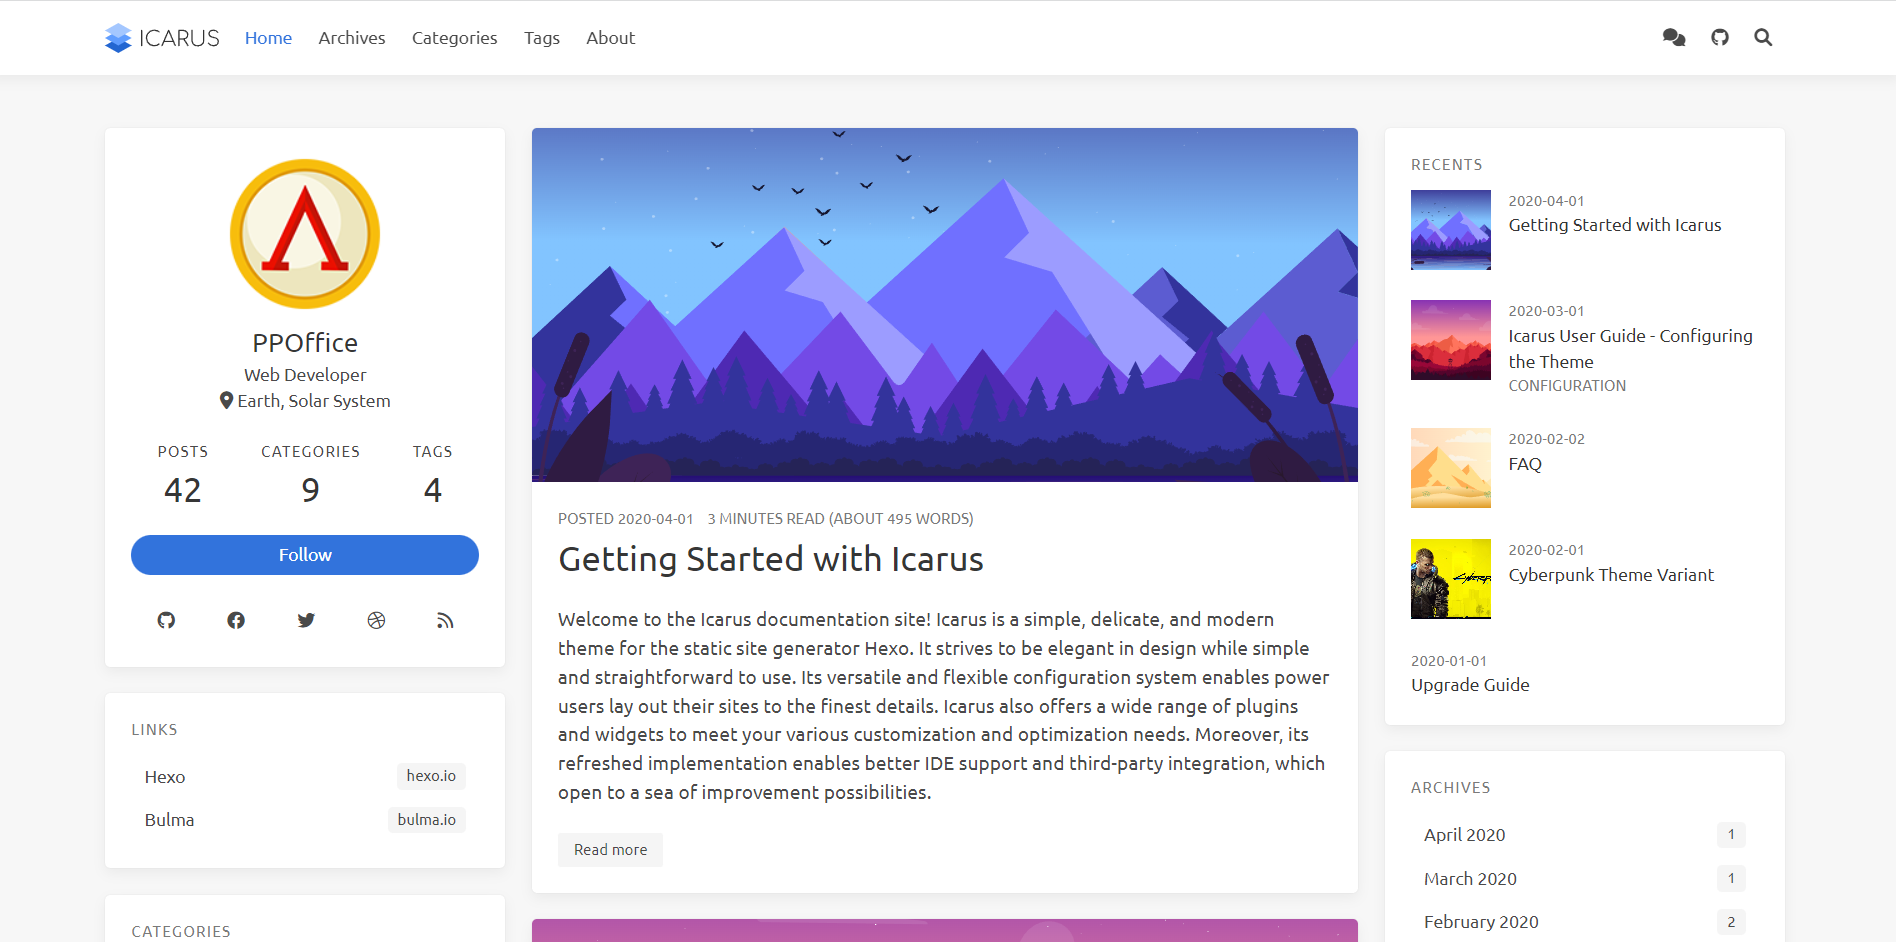 ICARUS
Home
Archives
Categories
Tags
About
PPOffice
Web Developer
Earth, Solar System
POSTS
CATEGORIES
TAGS
42
9
4
Follow
LINKS
Hexo
hexo.io
Bulma
bulma.io
CATEGORIES
POSTED 2020-04-01 3 MINUTES READ (ABOUT 495 WORDS)
Getting Started with Icarus
Welcome to the Icarus documentation site! Icarus is a simple, delicate, and modern
theme for the static site generator Hexo. It strives to be elegant in design while simple
and straightforward to use. Its versatile and flexible configuration system enables power
users lay out their sites to the finest details. Icarus also offers a wide range of plugins
and widgets to meet your various customization and optimization needs. Moreover, its
refreshed implementation enables better IDE support and third-party integration, which
open to a sea of improvement possibilities.
Read more
RECENTS
2020-04-01
Getting Started with Icarus
2020-03-01
Icarus User Guide - Configuring
the Theme
CONFIGURATION
2020-02-02
FAQ
2020-02-01
Cyberpunk Theme Variant
2020-01-01
Upgrade Guide
ARCHIVES
April 2020
1
March 2020
1
February 2020
2